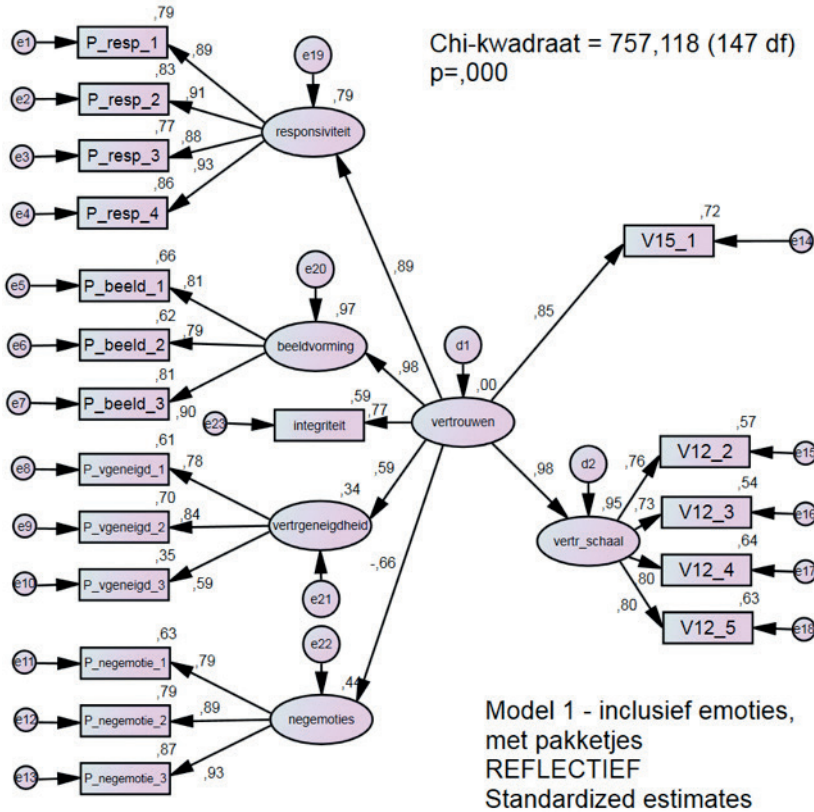 Chi-kwadraat = 757,118 (147 df)
p=,000
e1
P_resp_1
,79
,89
e2
P_resp_2
,83
,91
e3
P_resp_3
,77
,88
e4
P_resp_4
,86
,93
e19
,79
responsiviteit
,89
e5
P_beeld_1
,66
,81
e6
P_beeld_2
,62
,79
e7
P_beeld_3
,81
,90
e20
,97
beeldvorming
,98
e23
integriteit
,59
,77
d1
,00
vertrouwen
e8
P_vgeneigd_1
,61
,78
e9
P_vgeneigd_2
,70
,84
e10
P_vgeneigd_3
,35
,59
,34
vertrgeneigdheid
e21
,59
e11
P_negemotie_1
,63
,79
e12
P_negemotie_2
,79
,89
e13
P_negemotie_3
,87
,93
e22
,44
negemoties
-,66
,72
V15_1
e14
,85
,98
d2
,95
vertr_schaal
,57
V12_2
e15
,76
,54
V12_3
e16
,73
,64
V12_4
e17
,80
,63
V12_5
e18
,80
Model 1 - inclusief emoties,
met pakketjes
REFLECTIEF
Standardized estimates